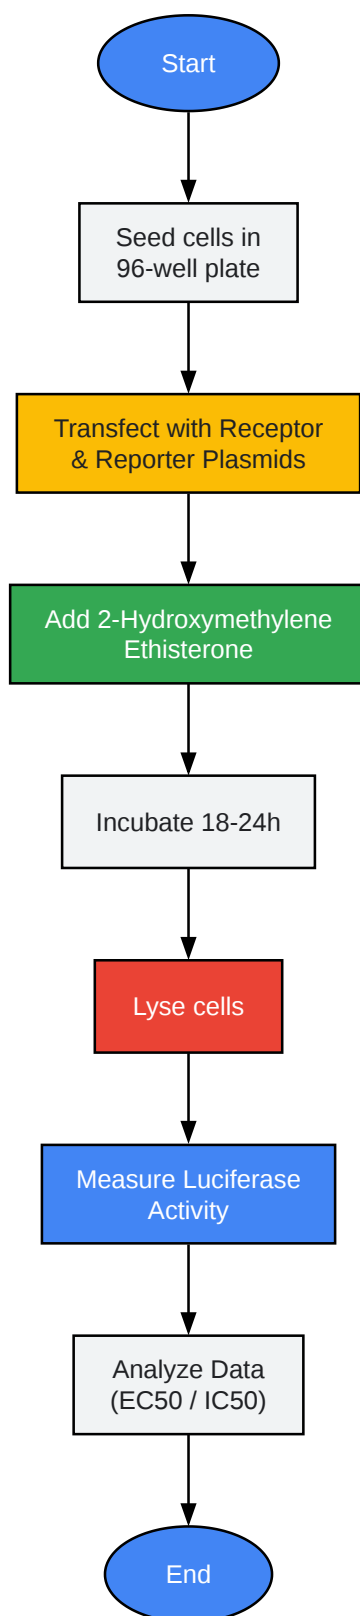 Start
Seed cells in
96-well plate
Transfect with Receptor
& Reporter Plasmids
Add 2-Hydroxymethylene
Ethisterone
Incubate 18-24h
Lyse cells
Measure Luciferase
Activity
Analyze Data
(EC50 / IC50)
End